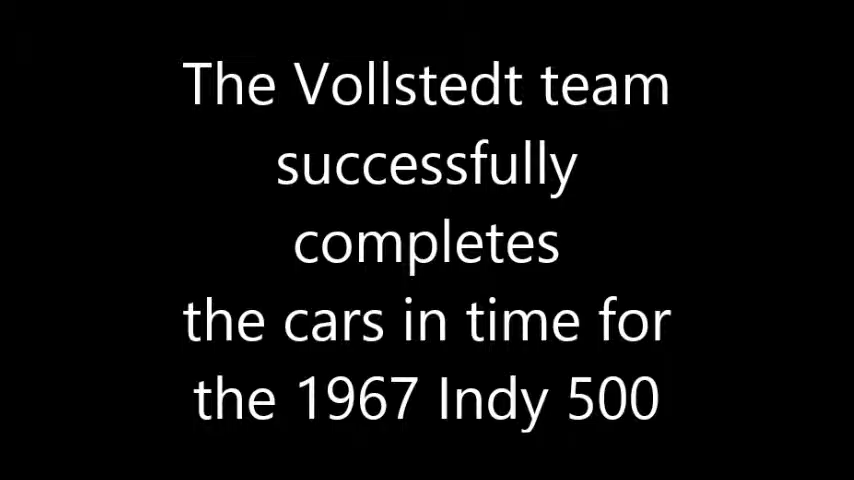 The Vollstedt team
successfully
completes
the cars in time for
the 1967 Indy 500